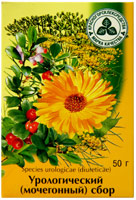 species urologicae (diureticae)
50 г
Урологический
(мочегонный) сбор